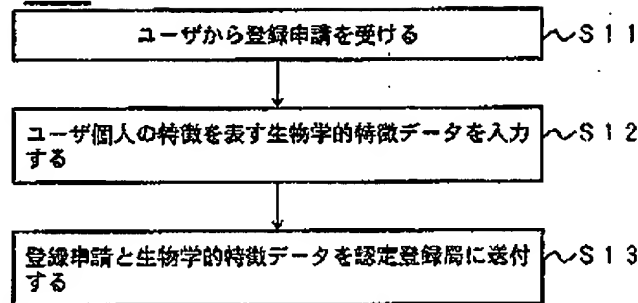 ユーザから登録申請を受ける
～S11
ユーザ個人の特徴を表す生物学的特徴データを入力
する
～S12
登録申請と生物学的特徴データを認定登録局に送付
する
～S13